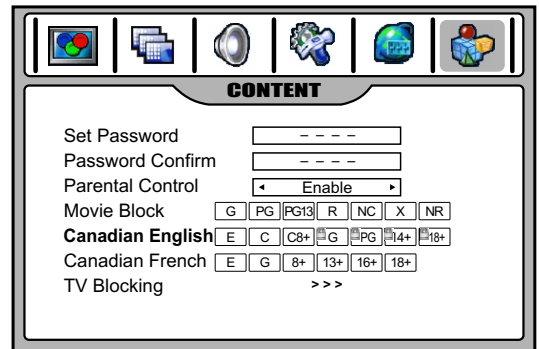 CONTENT
Set Password – – – –
Password Confirm – – – –
Parental Control Enable
Movie Block G PG PG13 R NC X NR
Canadian English E C C8+ G PG 14+ 18+
Canadian French E G 8+ 13+ 16+ 18+
TV Blocking >>>